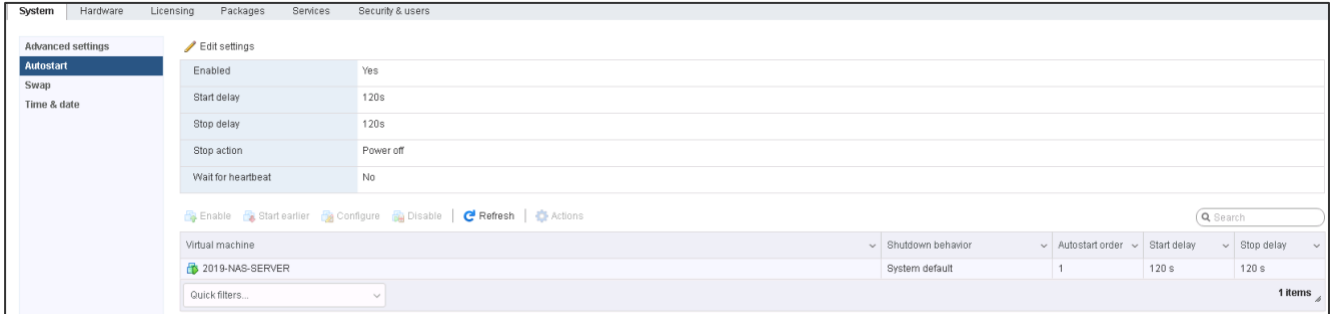 System Hardware Licensing Packages Services Security & users
Advanced settings
Autostart
Swap
Time & date
Edit settings
Enabled Yes
Start delay 120s
Stop delay 120s
Stop action Power off
Wait for heartbeat No
Enable Start earlier Configure Disable Refresh Actions Search
Virtual machine Shutdown behavior Autostart order Start delay Stop delay
2019-NAS-SERVER System default 1 120 s 120 s
Quick filters... 1 items